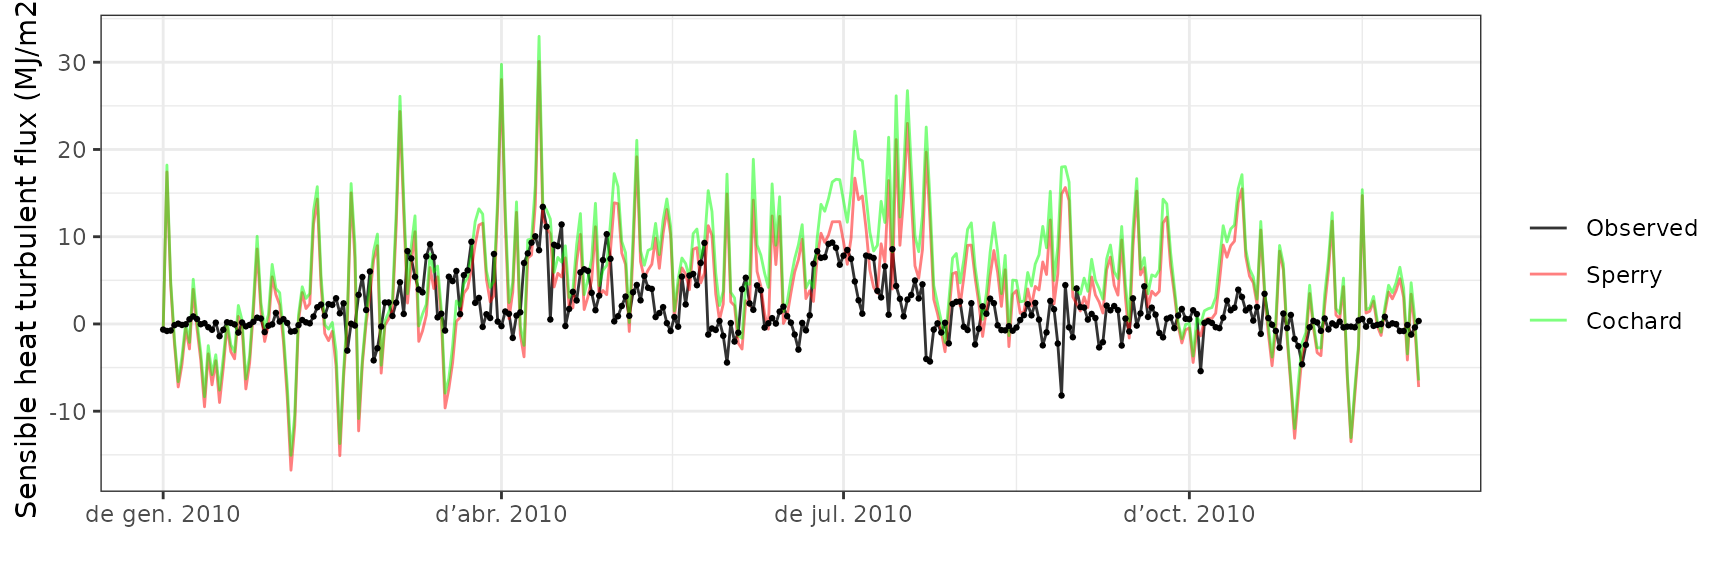 Sensible heat turbulent flux (MJ/m2
30
20
10
0
-10
de gen. 2010
d’abr. 2010
de jul. 2010
d’oct. 2010
Observed
Sperry
Cochard